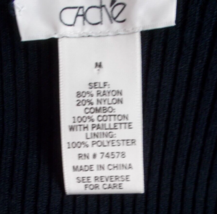 CACHÉ
M
SELF:
80% RAYON
20% NYLON
COMBO:
100% COTTON
WITH PAILLETTE
LINING:
100% POLYESTER
RN # 74578
MADE IN CHINA
SEE REVERSE
FOR CARE